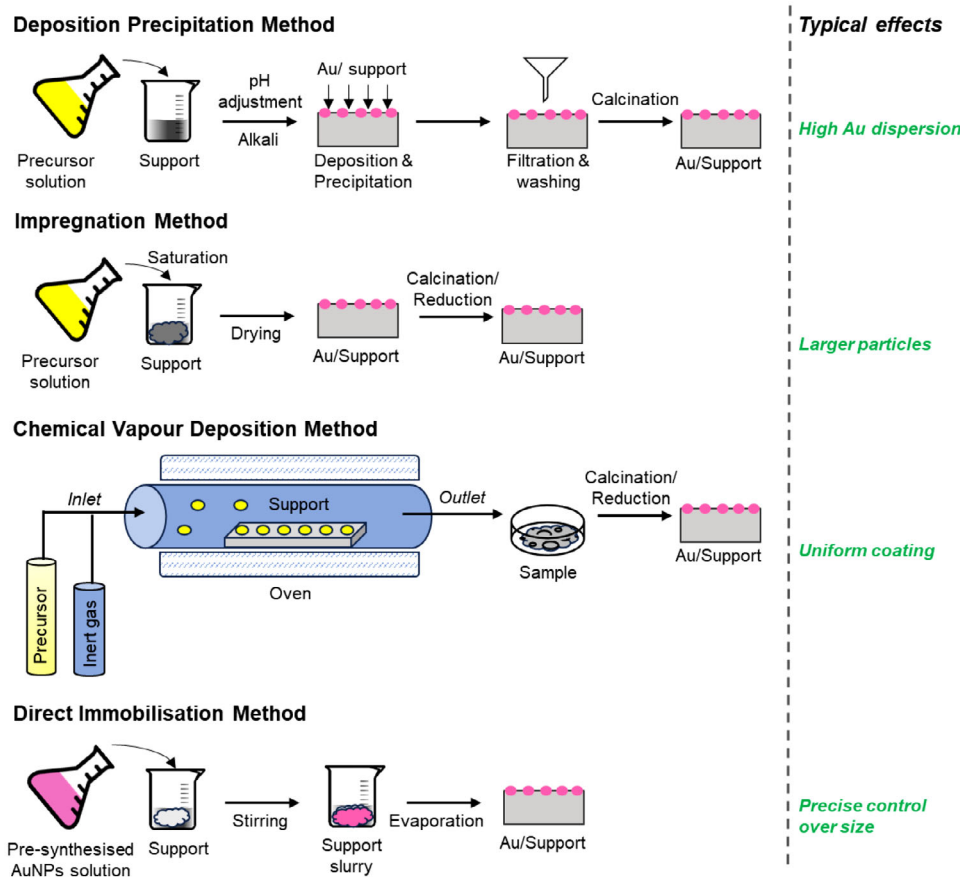 Deposition Precipitation Method
Typical effects
Precursor
solution
Support
pH
adjustment
Alkali
Au/ support
Deposition &
Precipitation
Filtration &
washing
Calcination
Au/Support
High Au dispersion
Impregnation Method
Precursor
solution
Saturation
Support
Drying
Au/Support
Calcination/
Reduction
Au/Support
Larger particles
Chemical Vapour Deposition Method
Precursor
Inert gas
Inlet
Support
Oven
Outlet
Sample
Calcination/
Reduction
Au/Support
Uniform coating
Direct Immobilisation Method
Pre-synthesised
AuNPs solution
Support
Stirring
Support
slurry
Evaporation
Au/Support
Precise control
over size